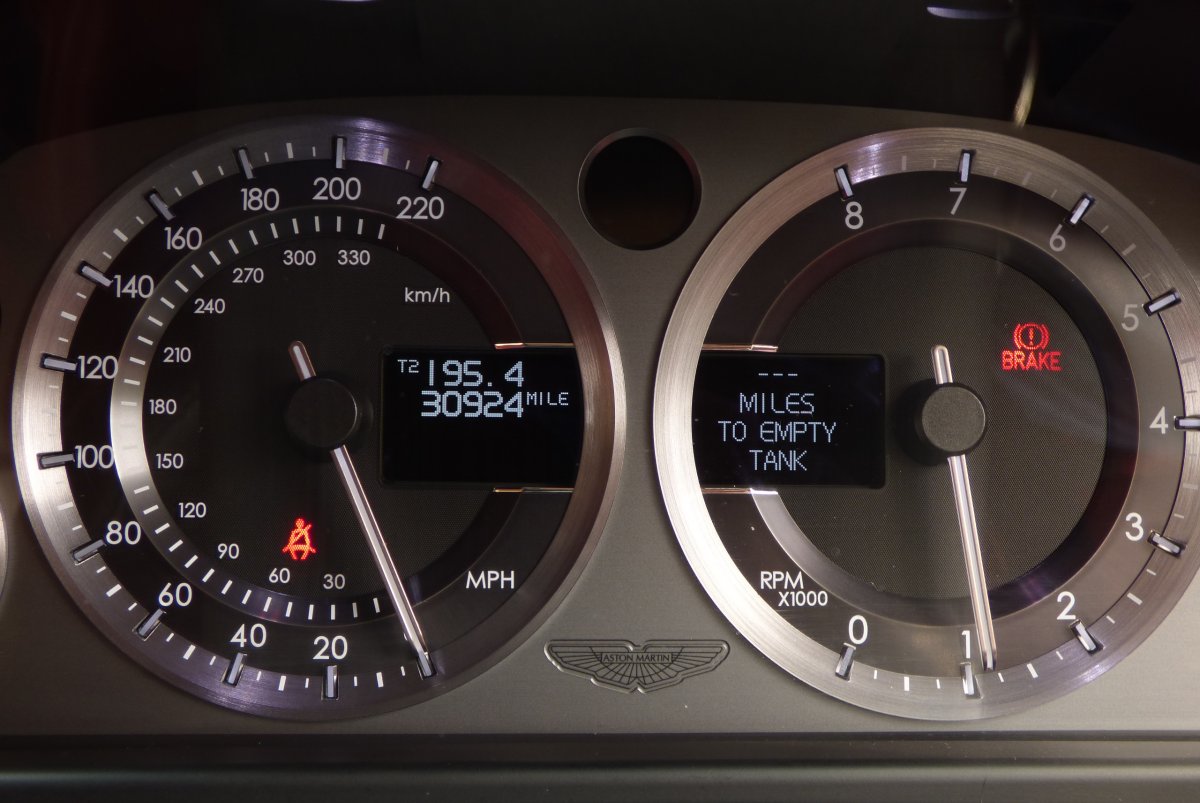 180
200
220
160
140
120
100
80
60
40
20
MPH
300
330
270
240
210
180
150
120
90
60
30
km/h
T2 195.4
30924 MILE
ASTON MARTIN
---
MILES
TO EMPTY
TANK
BRAKE
8
7
6
5
4
3
2
1
0
RPM
X1000